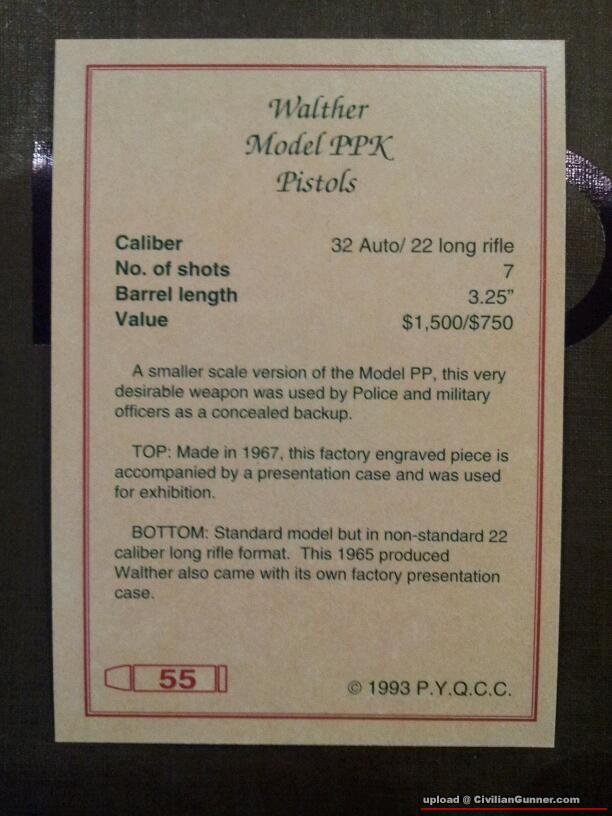 Walther
Model PPK
Pistols
Caliber 32 Auto/ 22 long rifle
No. of shots 7
Barrel length 3.25”
Value $1,500/$750
A smaller scale version of the Model PP, this very
desirable weapon was used by Police and military
officers as a concealed backup.
TOP: Made in 1967, this factory engraved piece is
accompanied by a presentation case and was used
for exhibition.
BOTTOM: Standard model but in non-standard 22
caliber long rifle format. This 1965 produced
Walther also came with its own factory presentation
case.
55
© 1993 P.Y.Q.C.C.
upload @ CivilianGunner.com